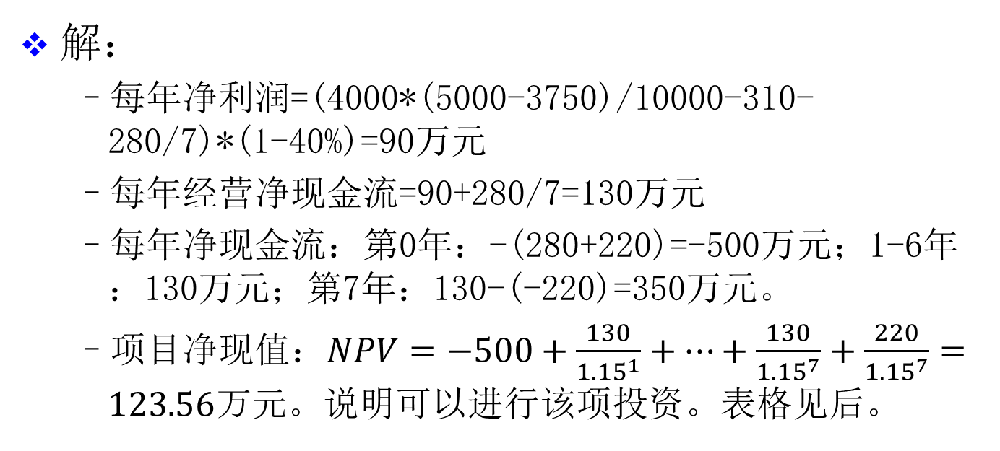 ❖ 解：
– 每年净利润=(4000*(5000-3750)/10000-310-
280/7)*(1-40%)=90万元
– 每年经营净现金流=90+280/7=130万元
– 每年净现金流：第0年：-(280+220)=-500万元；1-6年
：130万元；第7年：130-(-220)=350万元。
– 项目净现值：𝑁𝑃𝑉 = −500 + 130/1.15^1 + ⋯ + 130/1.15^7 + 220/1.15^7 =
123.56万元。说明可以进行该项投资。表格见后。